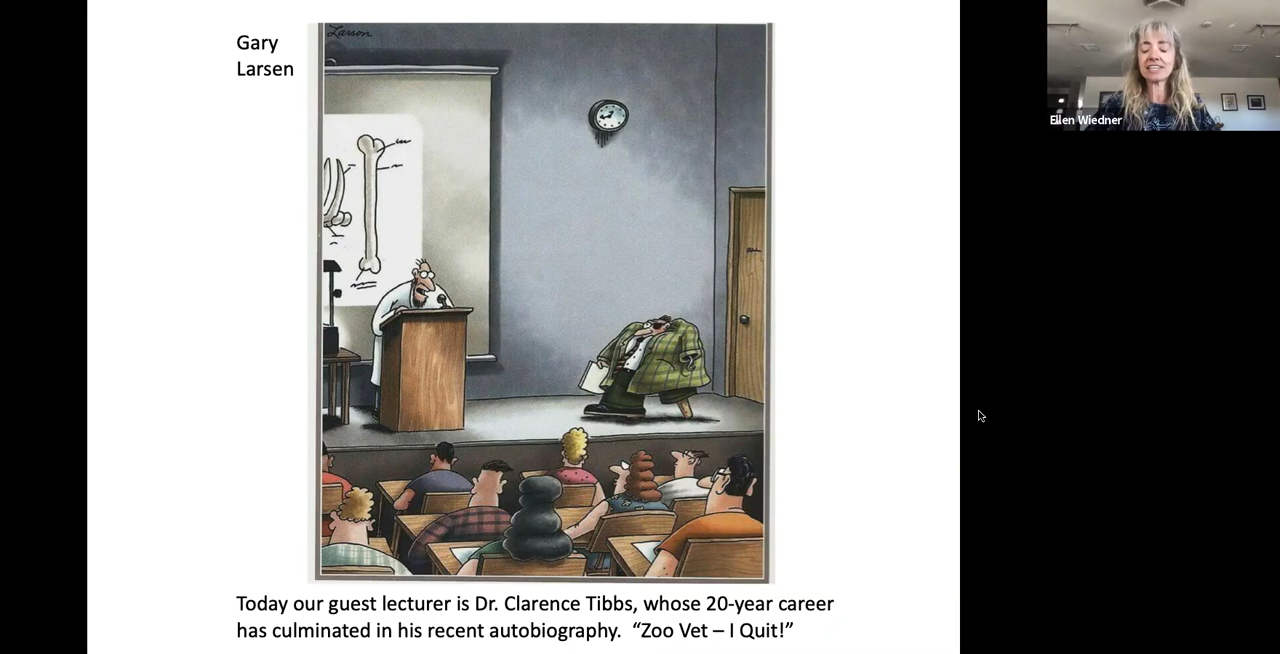 Gary
Larsen
Larson
Ellen Wiedner
Today our guest lecturer is Dr. Clarence Tibbs, whose 20-year career
has culminated in his recent autobiography.  “Zoo Vet – I Quit!”